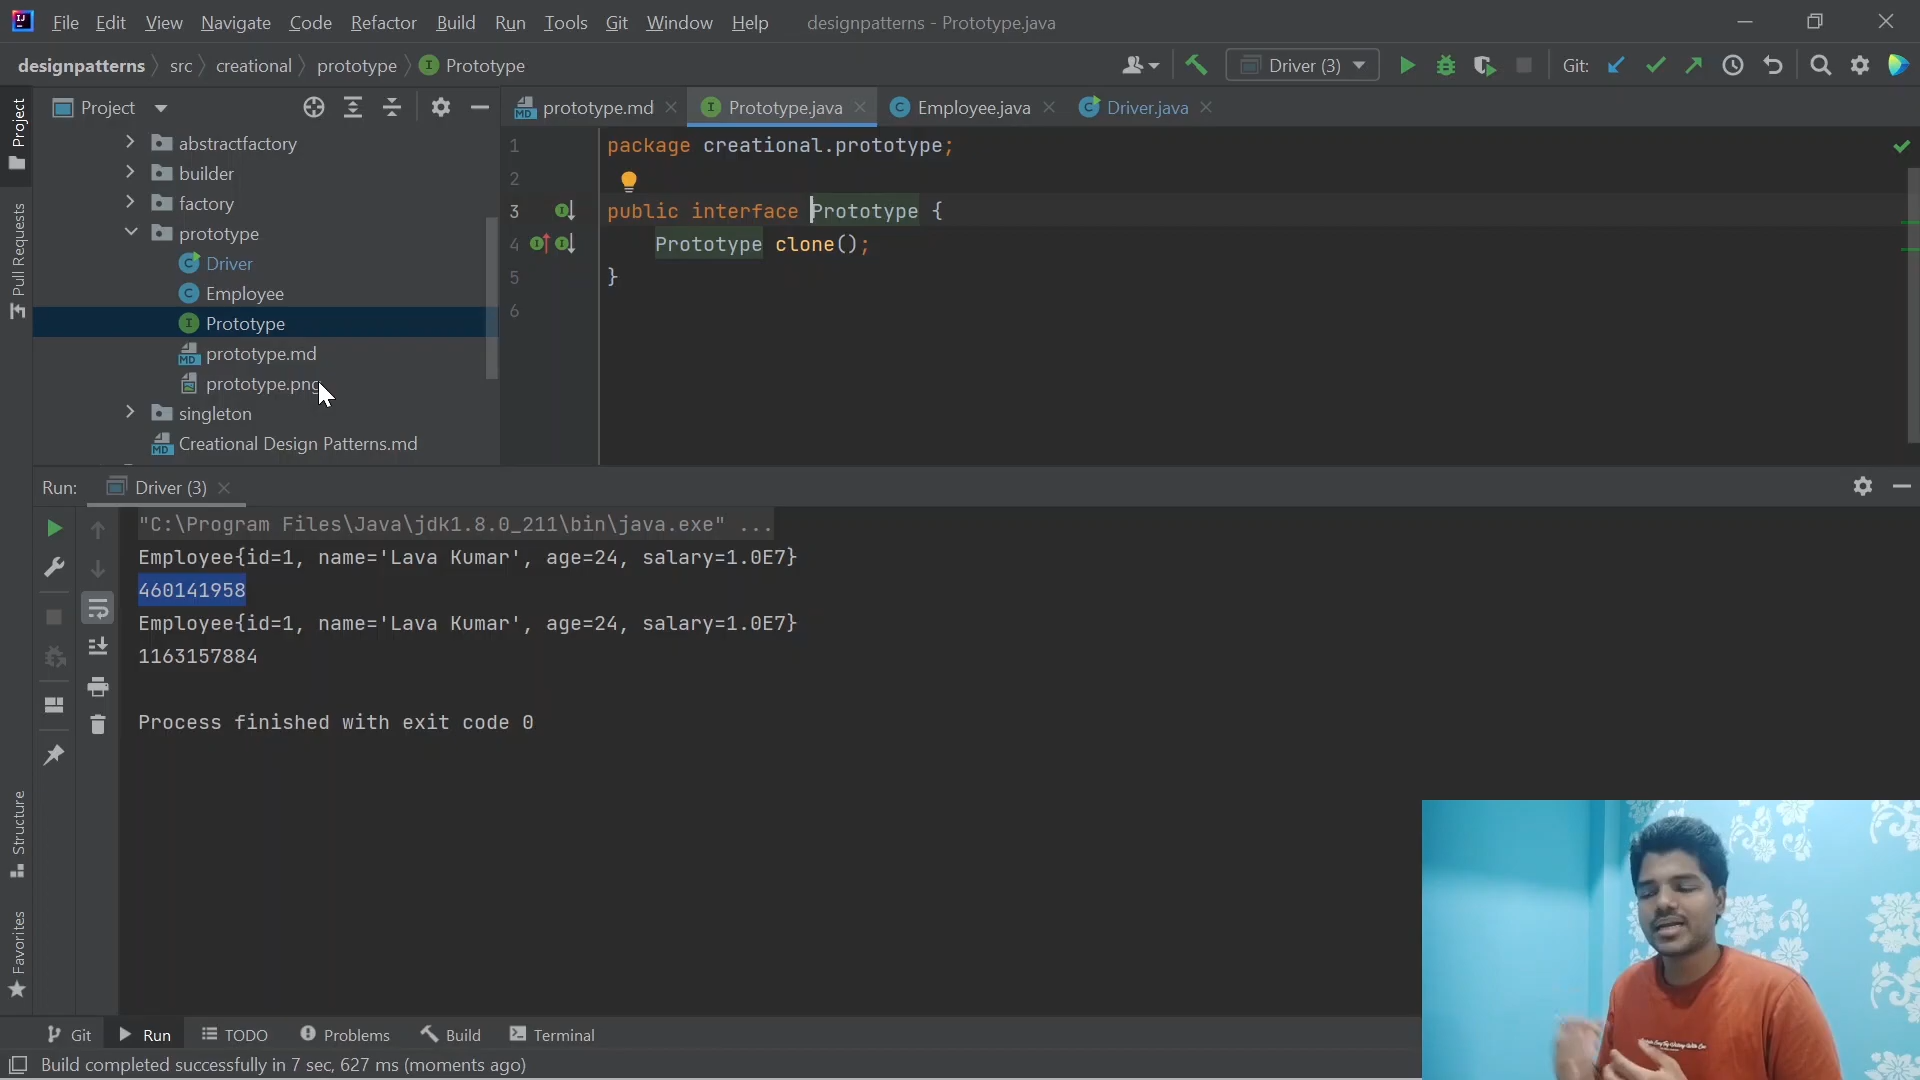 File Edit View Navigate Code Refactor Build Run Tools Git Window Help designpatterns - Prototype.java
designpatterns src creational prototype Prototype Driver (3) Git:
Project
prototype.md Prototype.java Employee.java Driver.java
abstractfactory
builder
factory
prototype
Driver
Employee
Prototype
prototype.md
prototype.png
singleton
Creational Design Patterns.md
1 package creational.prototype;
2
3 public interface Prototype {
4 Prototype clone();
5 }
6
Project
Pull Requests
Structure
Favorites
Run: Driver (3)
"C:\Program Files\Java\jdk1.8.0_211\bin\java.exe" ...
Employee{id=1, name='Lava Kumar', age=24, salary=1.0E7}
460141958
Employee{id=1, name='Lava Kumar', age=24, salary=1.0E7}
1163157884
Process finished with exit code 0
Git Run TODO Problems Build Terminal
Build completed successfully in 7 sec, 627 ms (moments ago)